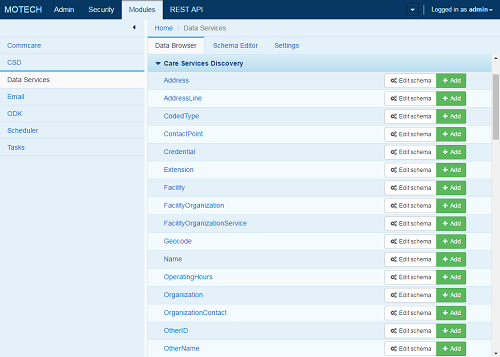 MOTECH Admin Security Modules REST API Logged in as admin
Home / Data Services
Commcare
CSD
Data Services
Email
ODK
Scheduler
Tasks
Data Browser Schema Editor Settings
Care Services Discovery
Address Edit schema Add
AddressLine Edit schema Add
CodedType Edit schema Add
ContactPoint Edit schema Add
Credential Edit schema Add
Extension Edit schema Add
Facility Edit schema Add
FacilityOrganization Edit schema Add
FacilityOrganizationService Edit schema Add
Geocode Edit schema Add
Name Edit schema Add
OperatingHours Edit schema Add
Organization Edit schema Add
OrganizationContact Edit schema Add
OtherID Edit schema Add
OtherName Edit schema Add